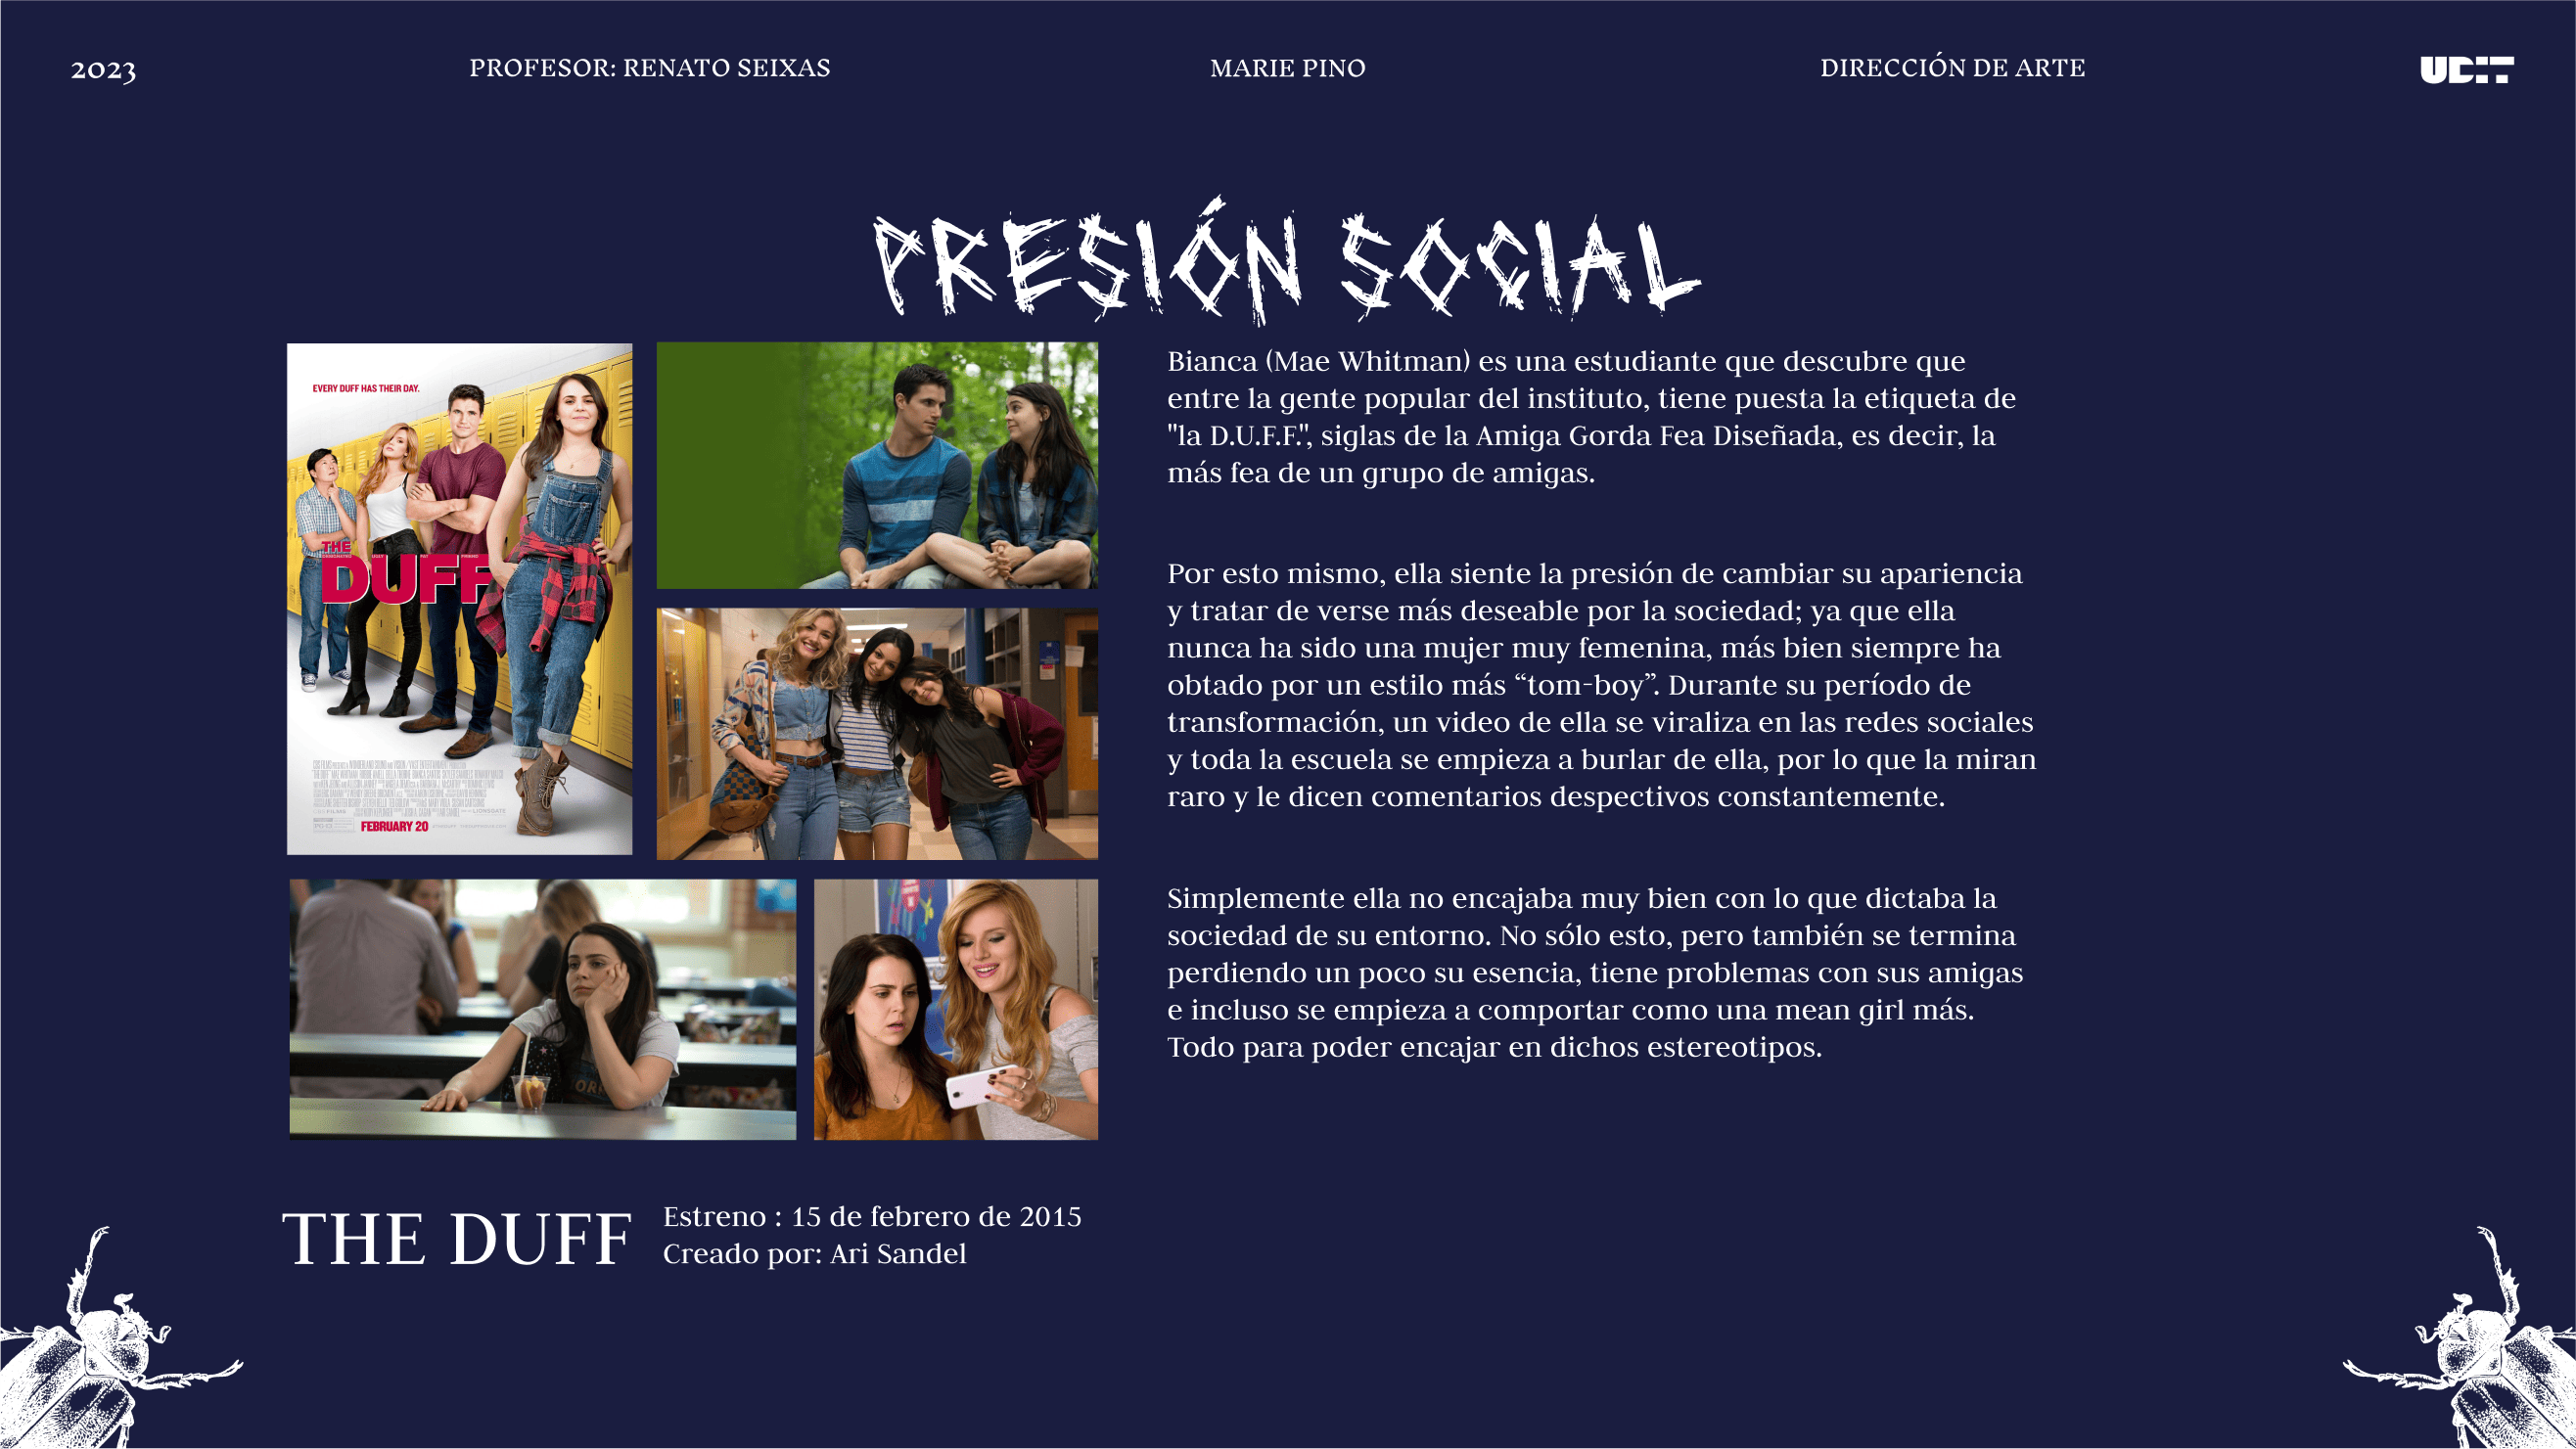 2023
PROFESOR: RENATO SEIXAS
MARIE PINO
DIRECCIÓN DE ARTE
UDIT
PRESIÓN SOCIAL
EVERY DUFF HAS THEIR DAY.
THE
DUFF
FEBRUARY 20
Bianca (Mae Whitman) es una estudiante que descubre que
entre la gente popular del instituto, tiene puesta la etiqueta de
"la D.U.F.F.", siglas de la Amiga Gorda Fea Diseñada, es decir, la
más fea de un grupo de amigas.
Por esto mismo, ella siente la presión de cambiar su apariencia
y tratar de verse más deseable por la sociedad; ya que ella
nunca ha sido una mujer muy femenina, más bien siempre ha
obtado por un estilo más “tom-boy”. Durante su período de
transformación, un video de ella se viraliza en las redes sociales
y toda la escuela se empieza a burlar de ella, por lo que la miran
raro y le dicen comentarios despectivos constantemente.
Simplemente ella no encajaba muy bien con lo que dictaba la
sociedad de su entorno. No sólo esto, pero también se termina
perdiendo un poco su esencia, tiene problemas con sus amigas
e incluso se empieza a comportar como una mean girl más.
Todo para poder encajar en dichos estereotipos.
THE DUFF
Estreno : 15 de febrero de 2015
Creado por: Ari Sandel